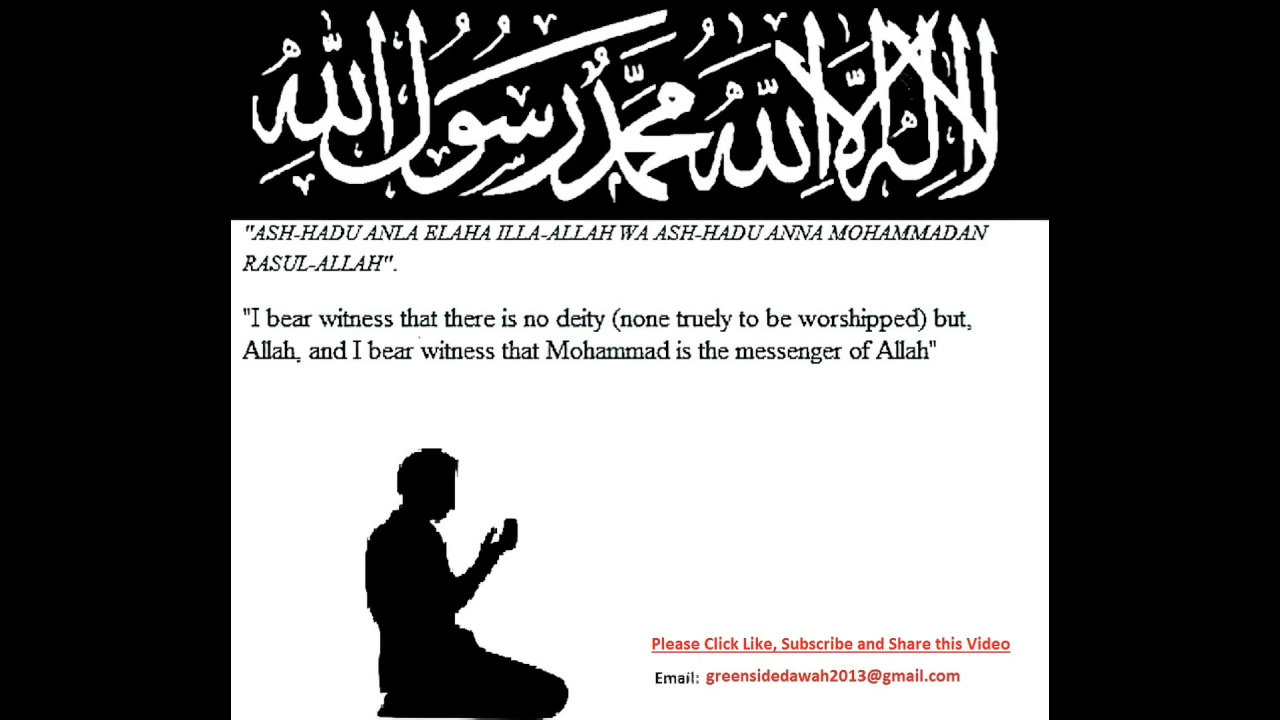 لا إله إلا الله محمد رسول الله
"ASH-HADU ANLA ELAHA ILLA-ALLAH WA ASH-HADU ANNA MOHAMMADAN
RASUL-ALLAH".
"I bear witness that there is no deity (none truely to be worshipped) but,
Allah, and I bear witness that Mohammad is the messenger of Allah"
Please Click Like, Subscribe and Share this Video
Email: greensidedawah2013@gmail.com